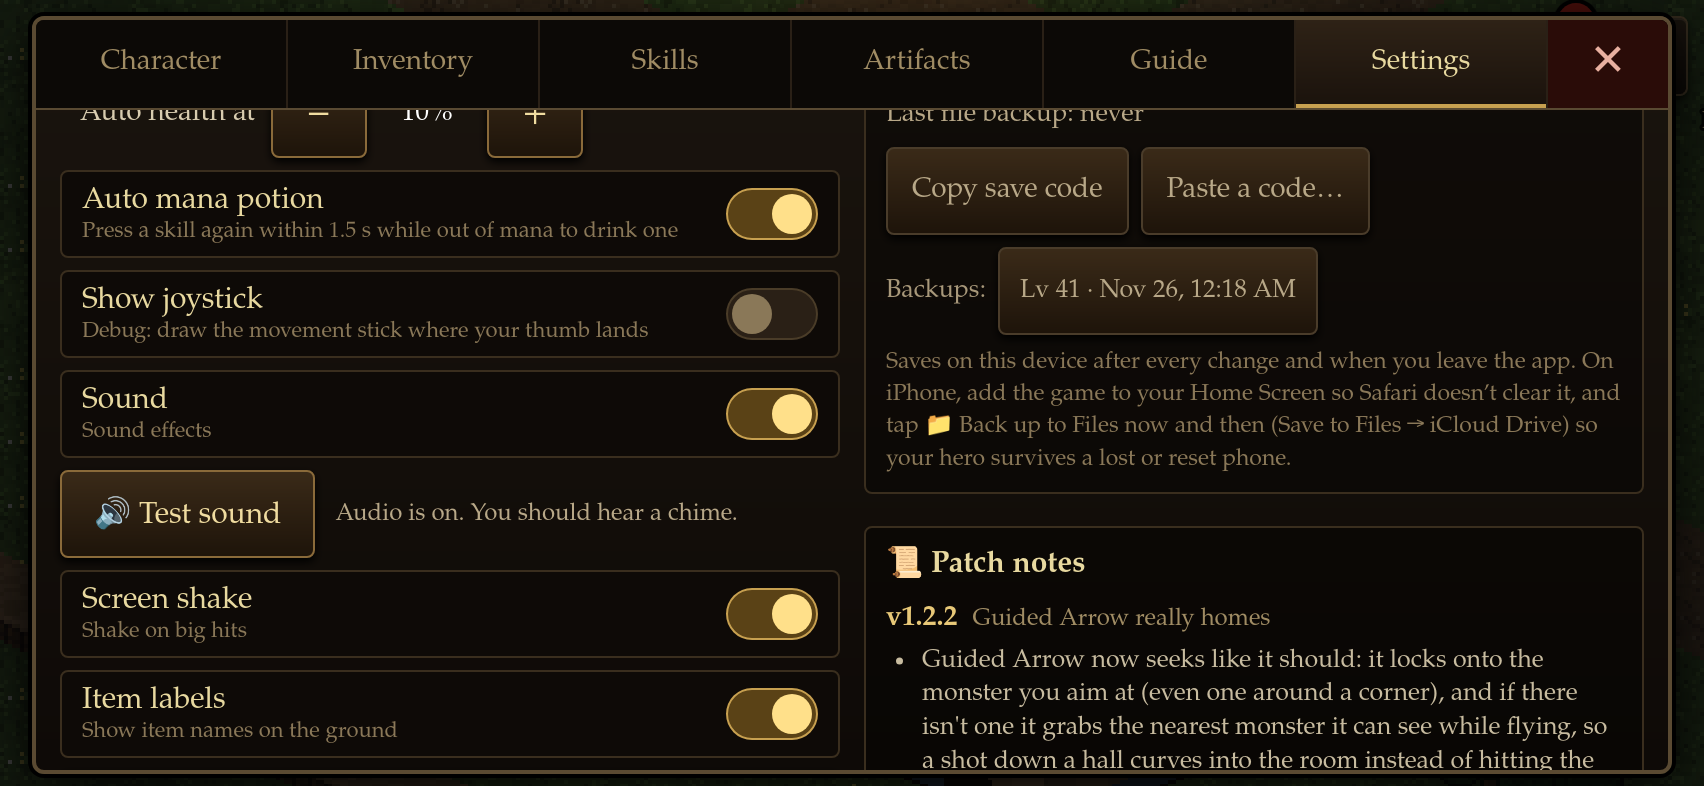 Character
Inventory
Skills
Artifacts
Guide
Settings
✕
Auto health at
−
10%
+
Auto mana potion
Press a skill again within 1.5 s while out of mana to drink one
Show joystick
Debug: draw the movement stick where your thumb lands
Sound
Sound effects
🔊 Test sound
Audio is on. You should hear a chime.
Screen shake
Shake on big hits
Item labels
Show item names on the ground
Last file backup: never
Copy save code
Paste a code…
Backups:
Lv 41 · Nov 26, 12:18 AM
Saves on this device after every change and when you leave the app. On
iPhone, add the game to your Home Screen so Safari doesn’t clear it, and
tap 📁 Back up to Files now and then (Save to Files → iCloud Drive) so
your hero survives a lost or reset phone.
📜 Patch notes
v1.2.2 Guided Arrow really homes
• Guided Arrow now seeks like it should: it locks onto the
monster you aim at (even one around a corner), and if there
isn't one it grabs the nearest monster it can see while flying, so
a shot down a hall curves into the room instead of hitting the